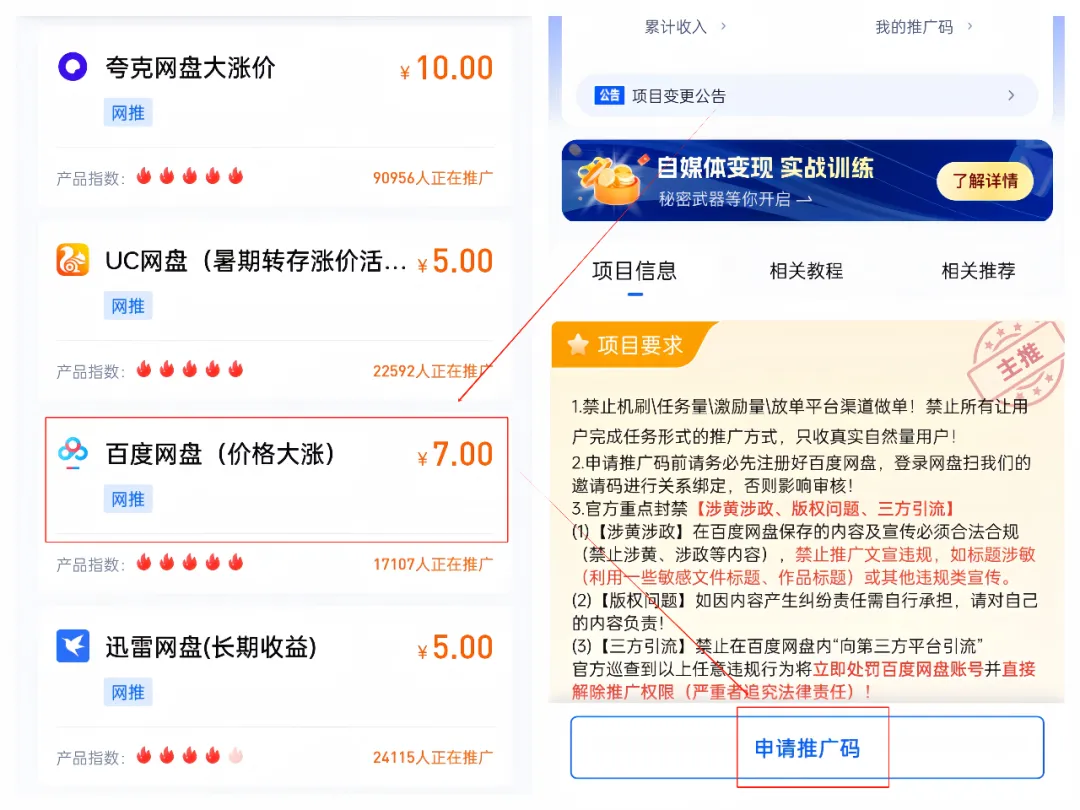 夸克网盘大涨价
¥10.00
网推
产品指数：
90956人正在推广
UC网盘（暑期转存涨价活...
¥5.00
网推
产品指数：
22592人正在推广
百度网盘（价格大涨）
¥7.00
网推
产品指数：
17107人正在推广
迅雷网盘(长期收益)
¥5.00
网推
产品指数：
24115人正在推广
累计收入 >
我的推广码 >
公告 项目变更公告 >
自媒体变现 实战训练
秘密武器等你开启
了解详情
项目信息
相关教程
相关推荐
项目要求
主推
1.禁止机刷\任务量\激励量\放单平台渠道做单！禁止所有让用
户完成任务形式的推广方式，只收真实自然量用户！
2.申请推广码前请务必先注册好百度网盘，登录网盘扫我们的
邀请码进行关系绑定，否则影响审核！
3.官方重点封禁【涉黄涉政、版权问题、三方引流】
(1)【涉黄涉政】在百度网盘保存的内容及宣传必须合法合规
（禁止涉黄、涉政等内容），禁止推广文宣违规，如标题涉敏
（利用一些敏感文件标题、作品标题）或其他违规类宣传。
(2)【版权问题】如因内容产生纠纷责任需自行承担，请对自己
的内容负责！
(3)【三方引流】禁止在百度网盘内“向第三方平台引流”
官方巡查到以上任意违规行为将立即处罚百度网盘账号并直接
解除推广权限（严重者追究法律责任）！
申请推广码